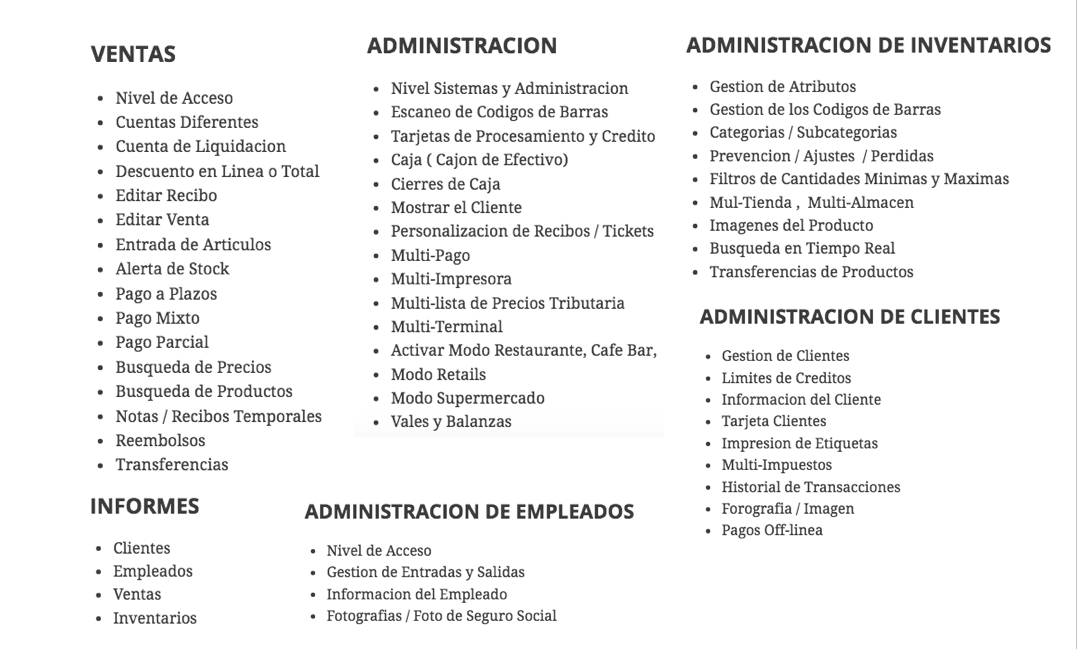 VENTAS
Nivel de Acceso
Cuentas Diferentes
Cuenta de Liquidacion
Descuento en Linea o Total
Editar Recibo
Editar Venta
Entrada de Articulos
Alerta de Stock
Pago a Plazos
Pago Mixto
Pago Parcial
Busqueda de Precios
Busqueda de Productos
Notas / Recibos Temporales
Reembolsos
Transferencias
ADMINISTRACION
Nivel Sistemas y Administracion
Escaneo de Codigos de Barras
Tarjetas de Procesamiento y Credito
Caja ( Cajon de Efectivo)
Cierres de Caja
Mostrar el Cliente
Personalizacion de Recibos / Tickets
Multi-Pago
Multi-Impresora
Multi-lista de Precios Tributaria
Multi-Terminal
Activar Modo Restaurante, Cafe Bar,
Modo Retails
Modo Supermercado
Vales y Balanzas
ADMINISTRACION DE INVENTARIOS
Gestion de Atributos
Gestion de los Codigos de Barras
Categorias / Subcategorias
Prevencion / Ajustes / Perdidas
Filtros de Cantidades Minimas y Maximas
Mul-Tienda , Multi-Almacen
Imagenes del Producto
Busqueda en Tiempo Real
Transferencias de Productos
ADMINISTRACION DE CLIENTES
Gestion de Clientes
Limites de Creditos
Informacion del Cliente
Tarjeta Clientes
Impresion de Etiquetas
Multi-Impuestos
Historial de Transacciones
Forografia / Imagen
Pagos Off-linea
INFORMES
Clientes
Empleados
Ventas
Inventarios
ADMINISTRACION DE EMPLEADOS
Nivel de Acceso
Gestion de Entradas y Salidas
Informacion del Empleado
Fotografias / Foto de Seguro Social